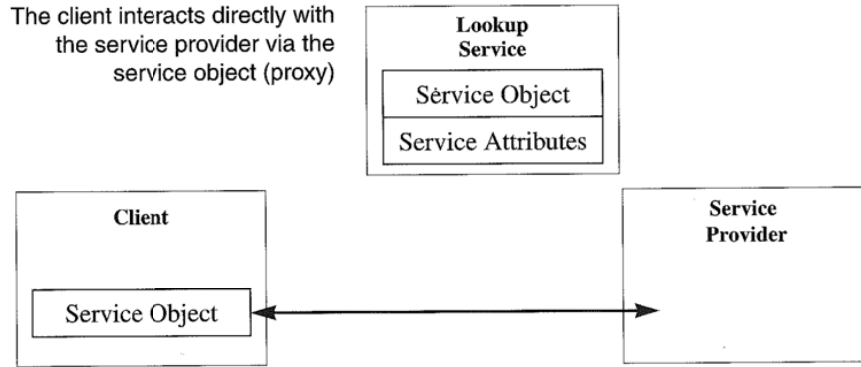 The client interacts directly with
the service provider via the
service object (proxy)
Lookup
Service
Service Object
Service Attributes
Client
Service Object
Service
Provider